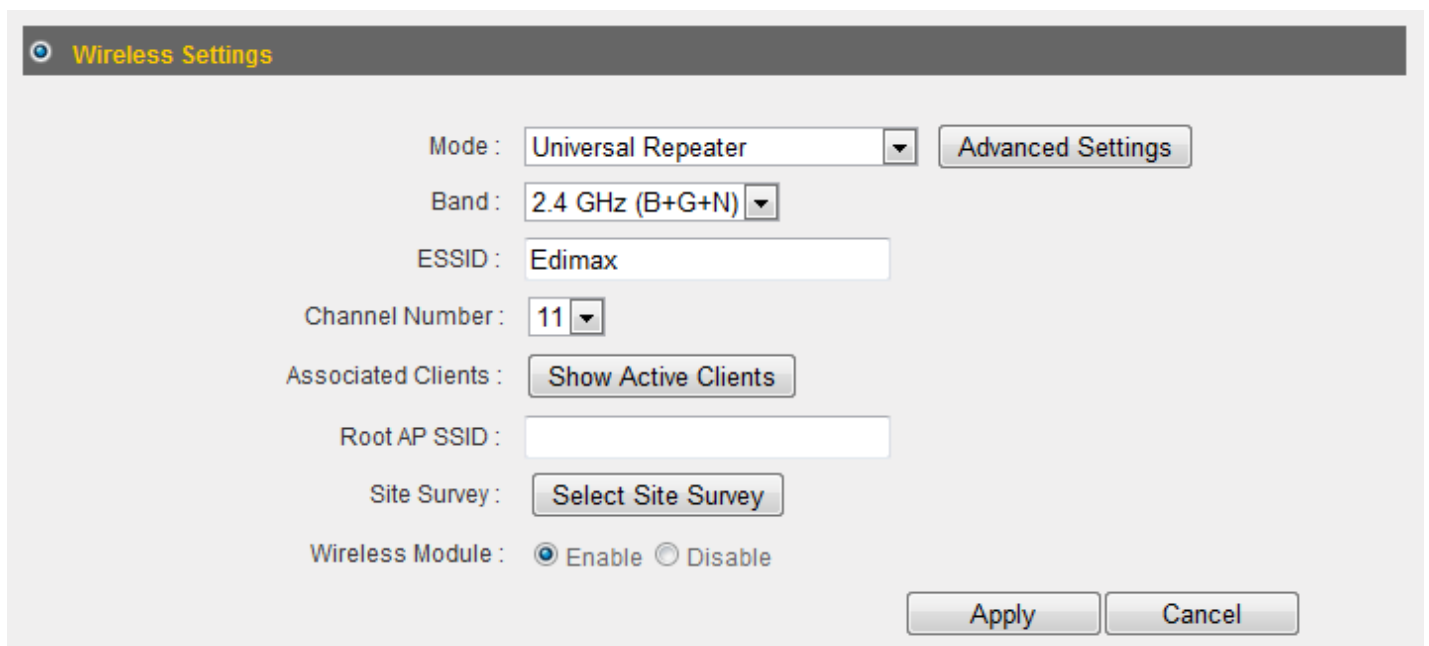 Wireless Settings
Mode : Universal Repeater Advanced Settings
Band : 2.4 GHz (B+G+N)
ESSID : Edimax
Channel Number : 11
Associated Clients : Show Active Clients
Root AP SSID :
Site Survey : Select Site Survey
Wireless Module : Enable Disable
Apply Cancel